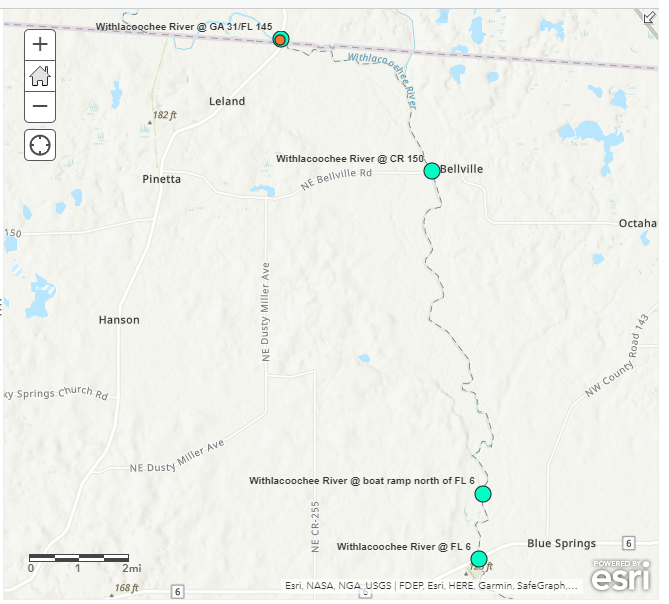 Withlacoochee River @ GA 31/FL 145
Withlacoochee River
Leland
182 ft
Withlacoochee River @ CR 150
Bellville
Pinetta
NE Bellville Rd
150
Octaha
NE Dusty Miller Ave
Hanson
NW County Road 143
ky Springs Church Rd
NE Dusty Miller Ave
Withlacoochee River @ boat ramp north of FL 6
NE CR-255
Withlacoochee River @ FL 6
Blue Springs
6
0 1 2mi
168 ft
6
Esri, NASA, NGA, USGS | FDEP, Esri, HERE, Garmin, SafeGraph,...
POWERED BY
esri